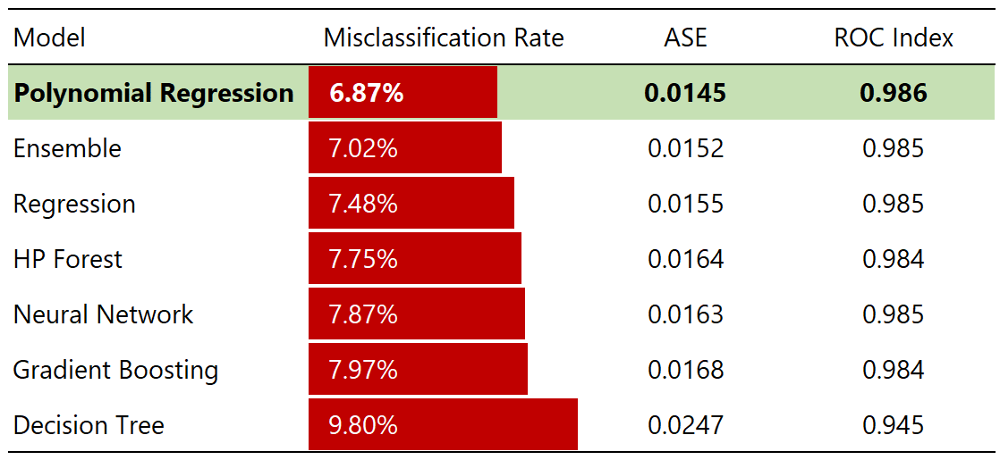 Model Misclassification Rate ASE ROC Index
Polynomial Regression 6.87% 0.0145 0.986
Ensemble 7.02% 0.0152 0.985
Regression 7.48% 0.0155 0.985
HP Forest 7.75% 0.0164 0.984
Neural Network 7.87% 0.0163 0.985
Gradient Boosting 7.97% 0.0168 0.984
Decision Tree 9.80% 0.0247 0.945